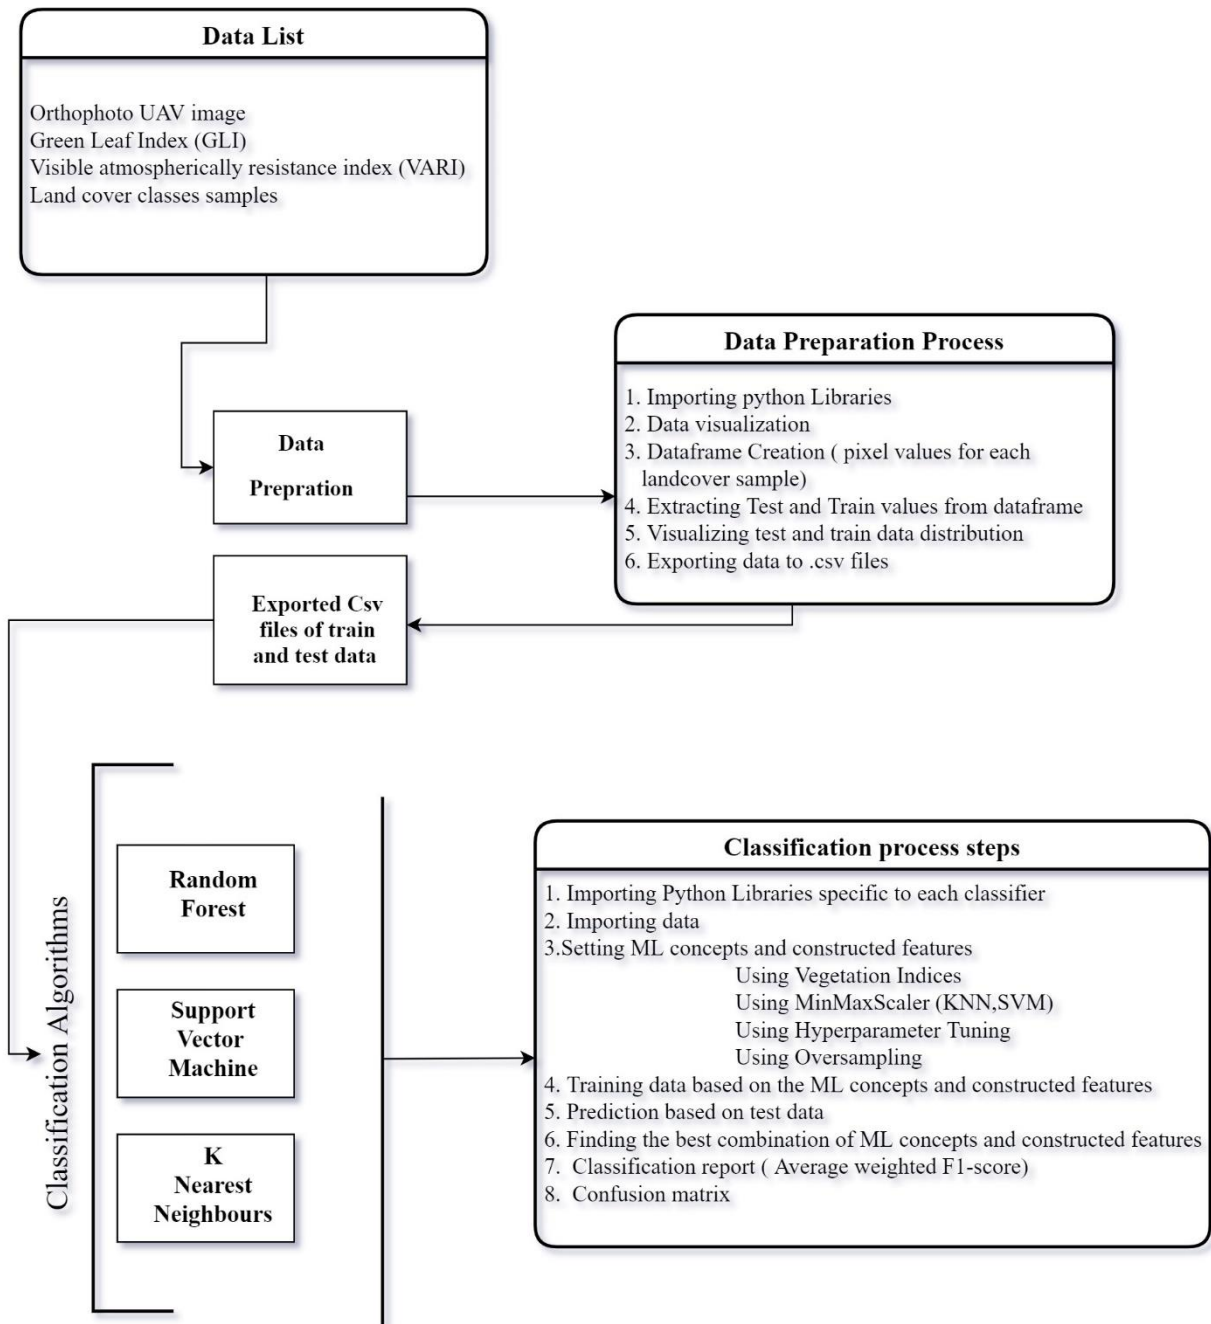 Data List
Orthophoto UAV image
Green Leaf Index (GLI)
Visible atmospherically resistance index (VARI)
Land cover classes samples
Data
Prepration
Data Preparation Process
1. Importing python Libraries
2. Data visualization
3. Dataframe Creation ( pixel values for each
landcover sample)
4. Extracting Test and Train values from dataframe
5. Visualizing test and train data distribution
6. Exporting data to .csv files
Exported Csv
files of train
and test data
Classification Algorithms
Random
Forest
Support
Vector
Machine
K
Nearest
Neighbours
Classification process steps
1. Importing Python Libraries specific to each classifier
2. Importing data
3.Setting ML concepts and constructed features
Using Vegetation Indices
Using MinMaxScaler (KNN,SVM)
Using Hyperparameter Tuning
Using Oversampling
4. Training data based on the ML concepts and constructed features
5. Prediction based on test data
6. Finding the best combination of ML concepts and constructed features
7.  Classification report ( Average weighted F1-score)
8.  Confusion matrix